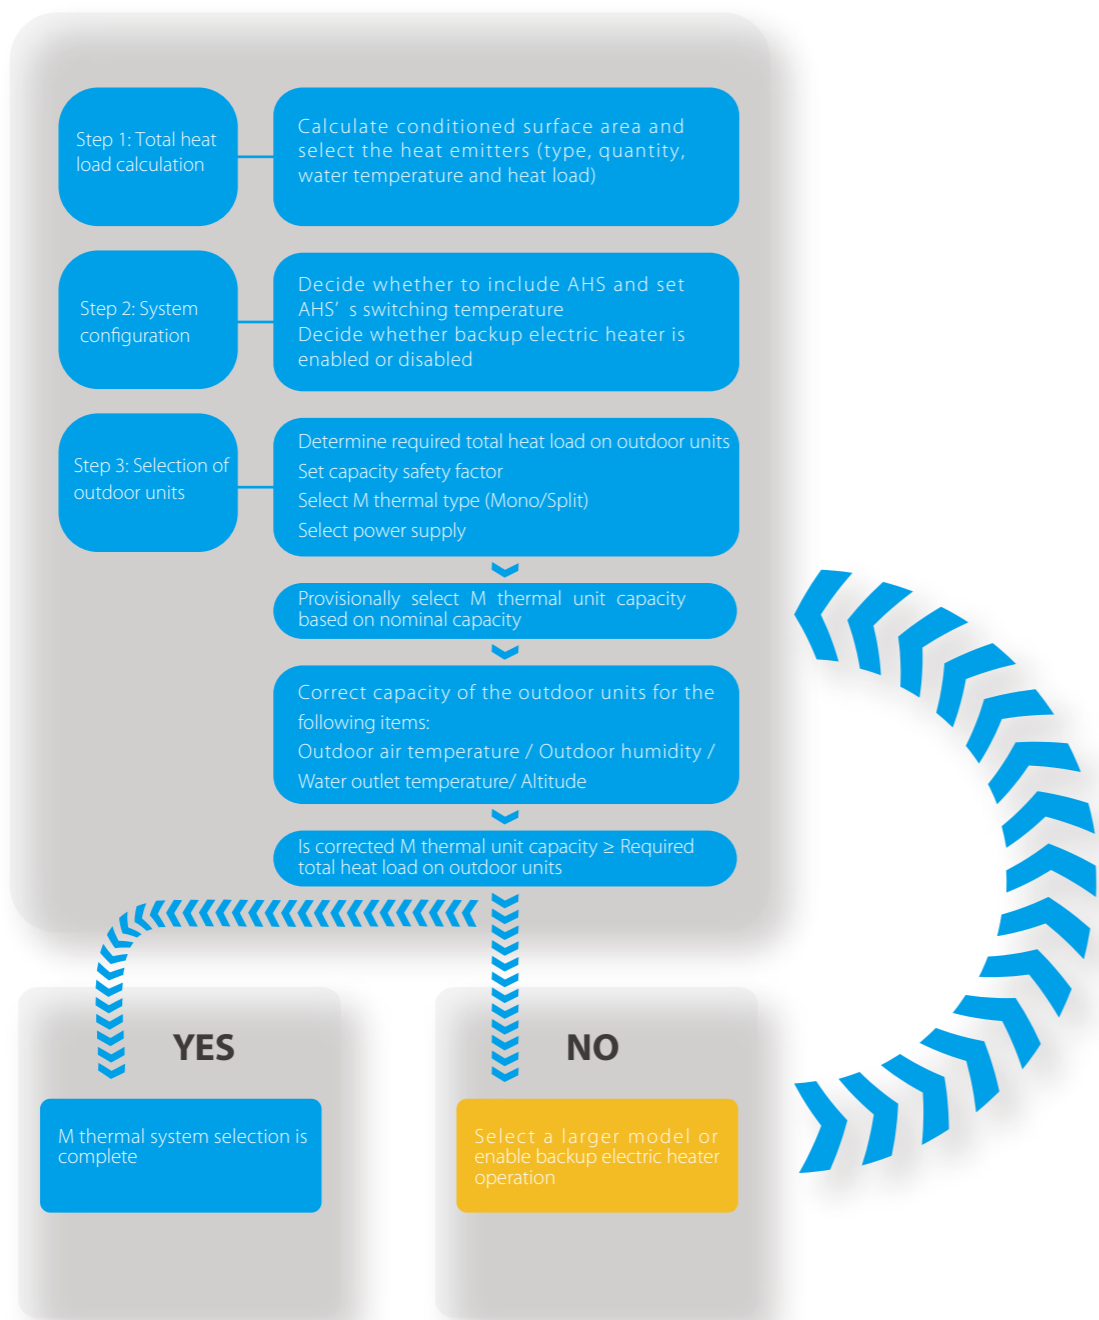 Step 1: Total heat
load calculation
Calculate conditioned surface area and
select the heat emitters (type, quantity,
water temperature and heat load)
Step 2: System
configuration
Decide whether to include AHS and set
AHS’ s switching temperature
Decide whether backup electric heater is
enabled or disabled
Step 3: Selection of
outdoor units
Determine required total heat load on outdoor units
Set capacity safety factor
Select M thermal type (Mono/Split)
Select power supply
Provisionally select M thermal unit capacity
based on nominal capacity
Correct capacity of the outdoor units for the
following items:
Outdoor air temperature / Outdoor humidity /
Water outlet temperature/ Altitude
Is corrected M thermal unit capacity ≥ Required
total heat load on outdoor units
YES
M thermal system selection is
complete
NO
Select a larger model or
enable backup electric heater
operation